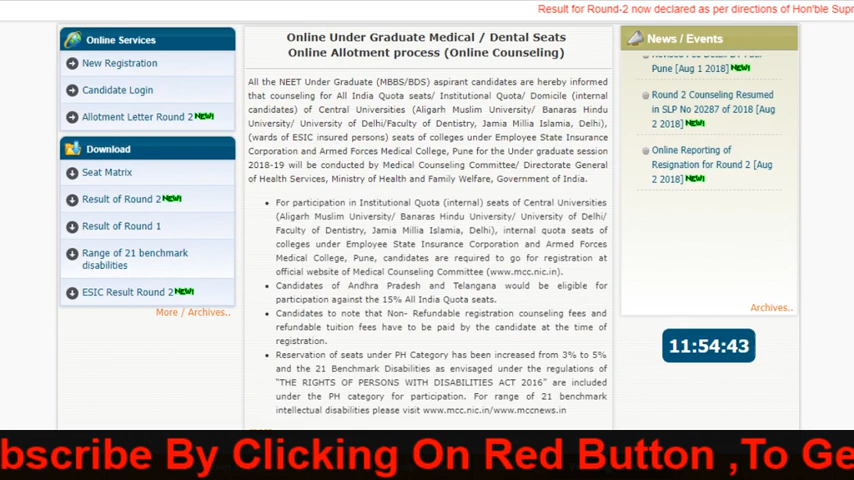 Result for Round-2 now declared as per directions of Hon'ble Supr
Online Services
New Registration
Candidate Login
Allotment Letter Round 2 NEW!
Download
Seat Matrix
Result of Round 2 NEW!
Result of Round 1
Range of 21 benchmark
disabilities
ESIC Result Round 2 NEW!
More / Archives..
Online Under Graduate Medical / Dental Seats
Online Allotment process (Online Counseling)
All the NEET Under Graduate (MBBS/BDS) aspirant candidates are hereby informed
that counseling for All India Quota seats/ Institutional Quota/ Domicile (internal
candidates) of Central Universities (Aligarh Muslim University/ Banaras Hindu
University/ University of Delhi/Faculty of Dentistry, Jamia Millia Islamia, Delhi),
(wards of ESIC insured persons) seats of colleges under Employee State Insurance
Corporation and Armed Forces Medical College, Pune for the Under graduate session
2018-19 will be conducted by Medical Counseling Committee/ Directorate General
of Health Services, Ministry of Health and Family Welfare, Government of India.
For participation in Institutional Quota (internal) seats of Central Universities
(Aligarh Muslim University/ Banaras Hindu University/ University of Delhi/
Faculty of Dentistry, Jamia Millia Islamia, Delhi), internal quota seats of
colleges under Employee State Insurance Corporation and Armed Forces
Medical College, Pune, candidates are required to go for registration at
official website of Medical Counseling Committee (www.mcc.nic.in).
Candidates of Andhra Pradesh and Telangana would be eligible for
participation against the 15% All India Quota seats.
Candidates to note that Non- Refundable registration counseling fees and
refundable tuition fees have to be paid by the candidate at the time of
registration.
Reservation of seats under PH Category has been increased from 3% to 5%
and the 21 Benchmark Disabilities as envisaged under the regulations of
"THE RIGHTS OF PERSONS WITH DISABILITIES ACT 2016" are included
under the PH category for participation. For range of 21 benchmark
intellectual disabilities please visit www.mcc.nic.in/www.mccnews.in
News / Events
Pune [Aug 1 2018] NEW!
Round 2 Counseling Resumed
in SLP No 20287 of 2018 [Aug
2 2018] NEW!
Online Reporting of
Resignation for Round 2 [Aug
2 2018] NEW!
Archives..
11:54:43
bscribe By Clicking On Red Button ,To Ge